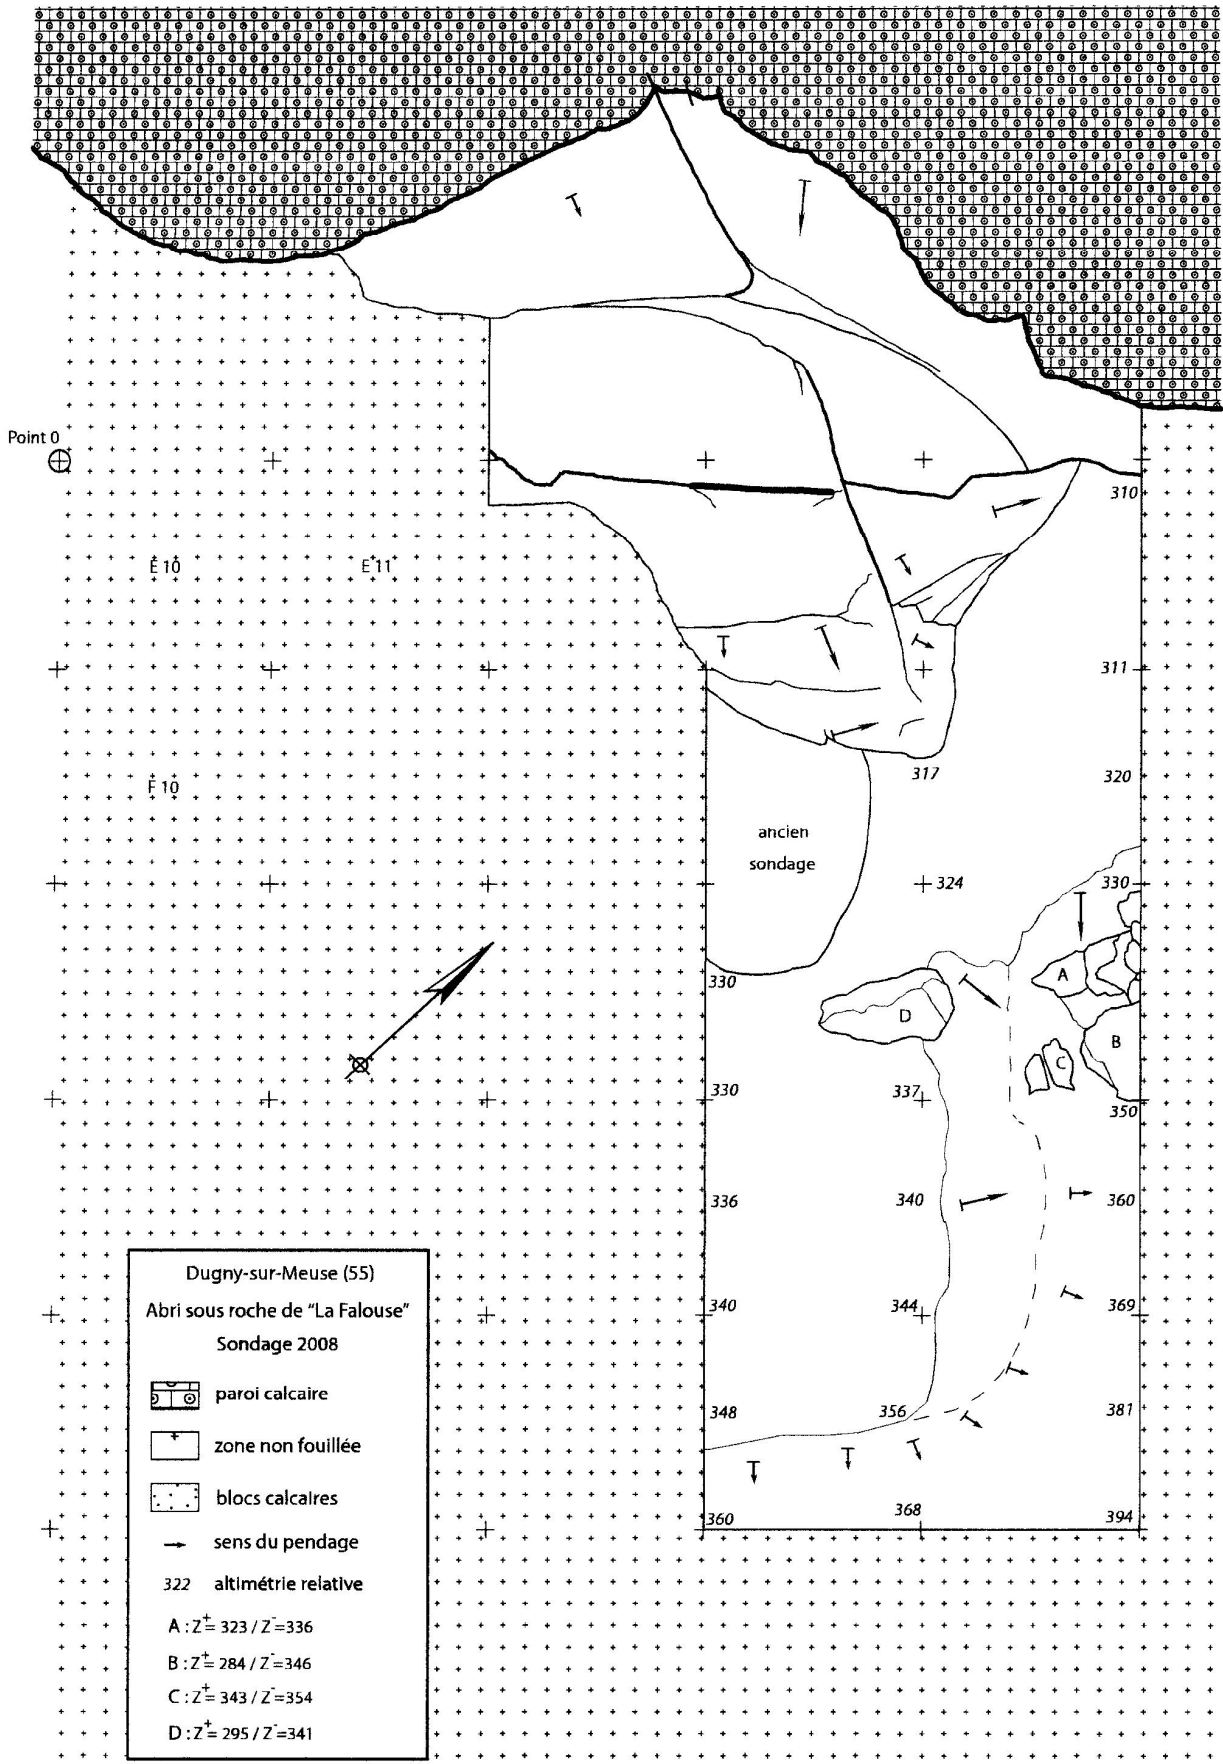 Point 0
310
E 10
E 11
311
F 10
317
320
ancien
sondage
324
330
330
A
D
B
C
330
337
350
336
340
360
340
344
369
348
356
381
360
368
394
Dugny-sur-Meuse (55)
Abri sous roche de "La Falouse"
Sondage 2008
paroi calcaire
zone non fouillée
blocs calcaires
sens du pendage
322 altimétrie relative
A : Z+= 323 / Z-=336
B : Z+= 284 / Z-=346
C : Z+= 343 / Z-=354
D : Z+= 295 / Z-=341